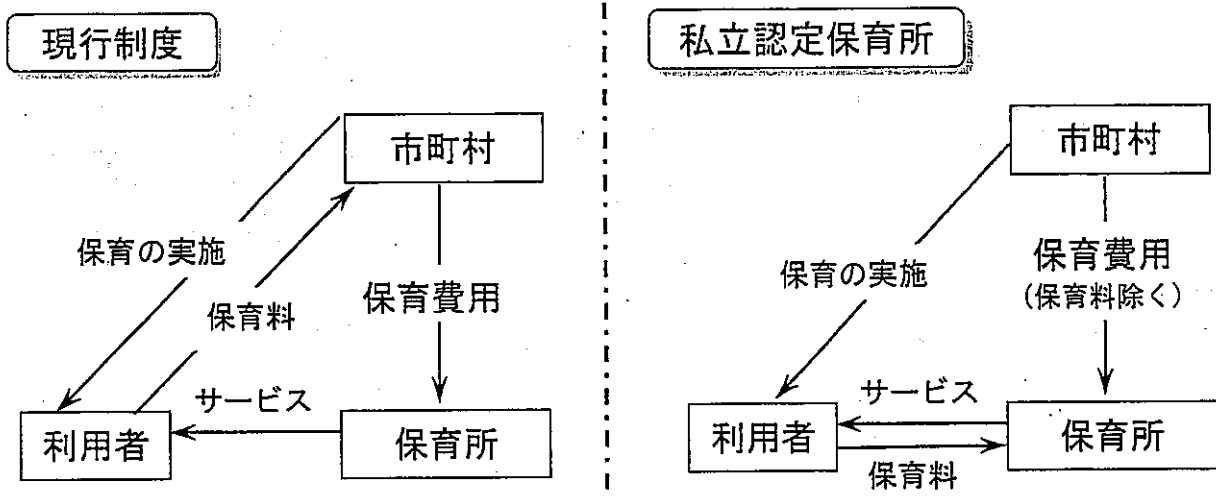 現行制度
市町村
保育の実施
保育料
保育費用
サービス
利用者
保育所
私立認定保育所
市町村
保育の実施
保育費用
（保育料除く）
サービス
利用者
保育所
保育料